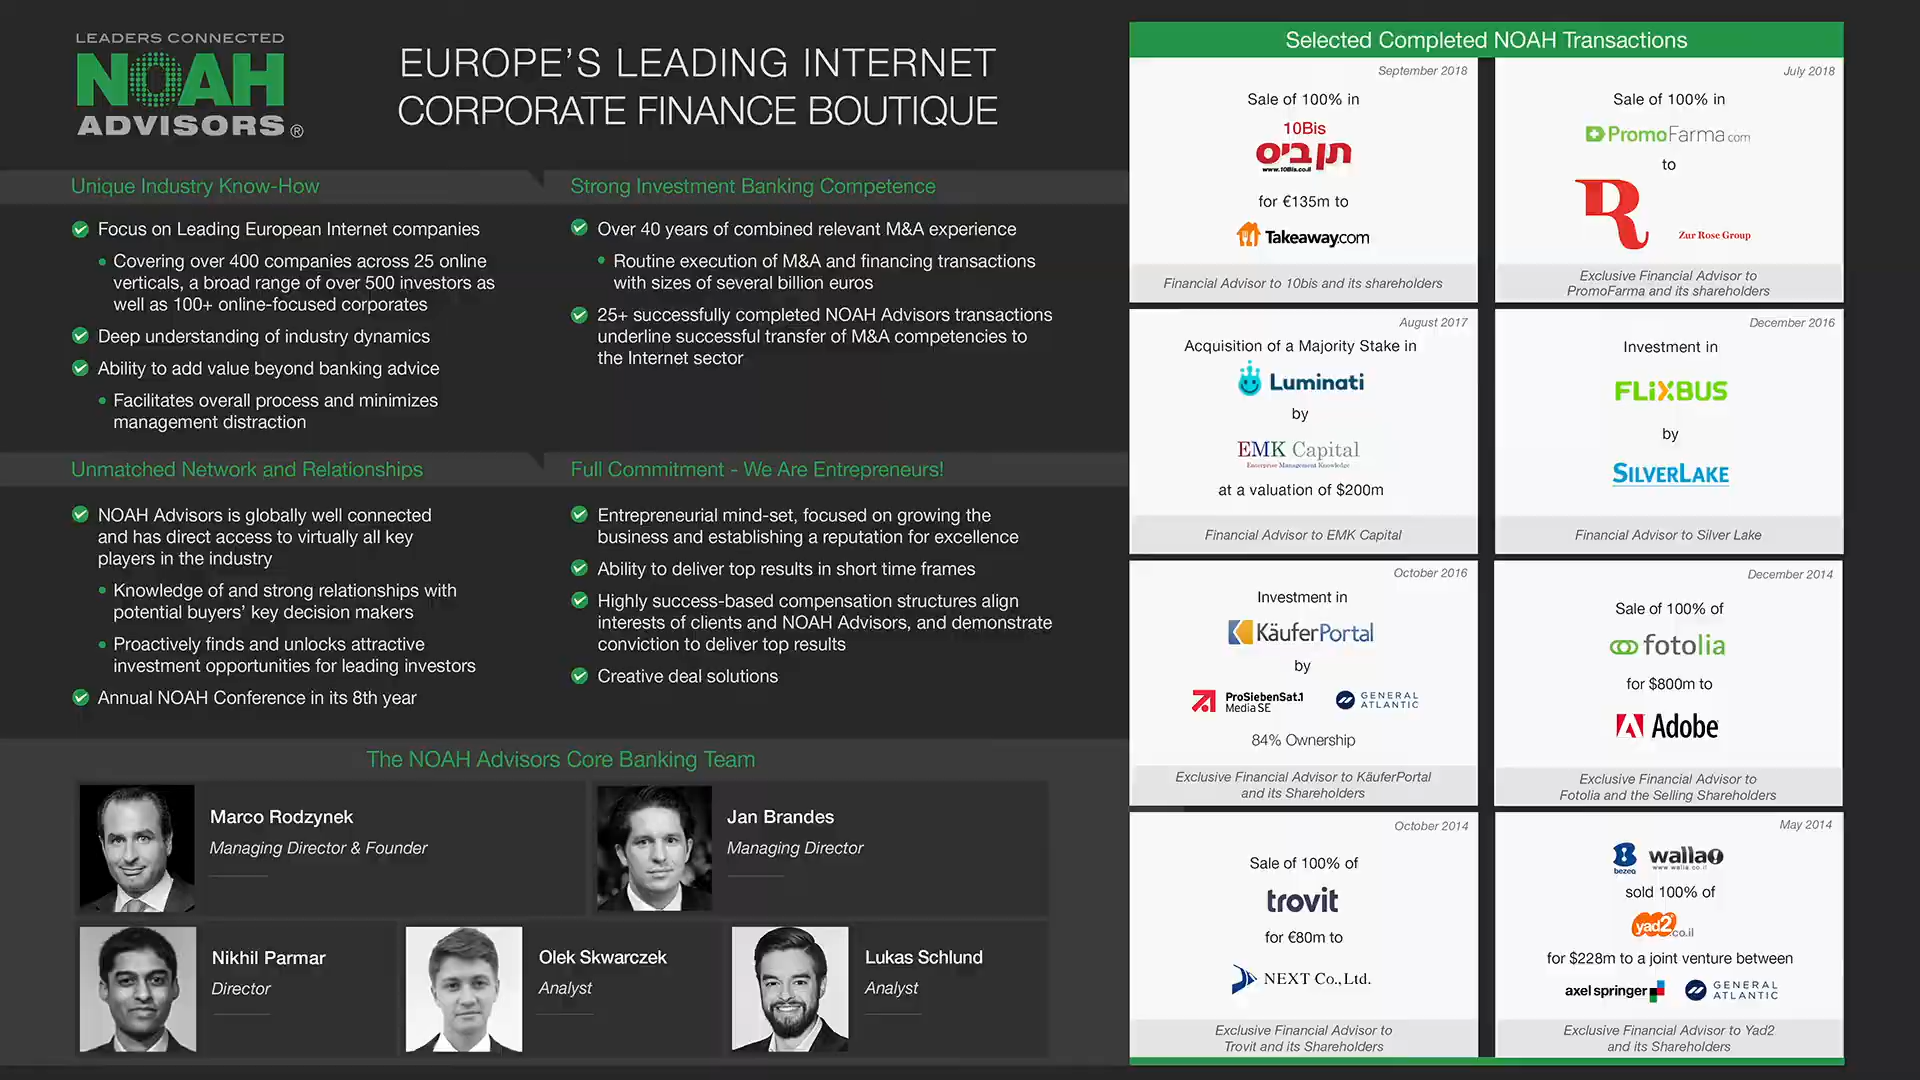 LEADERS CONNECTED
NOAH
ADVISORS®
EUROPE'S LEADING INTERNET
CORPORATE FINANCE BOUTIQUE
Unique Industry Know-How
Focus on Leading European Internet companies
Covering over 400 companies across 25 online
verticals, a broad range of over 500 investors as
well as 100+ online-focused corporates
Deep understanding of industry dynamics
Ability to add value beyond banking advice
Facilitates overall process and minimizes
management distraction
Strong Investment Banking Competence
Over 40 years of combined relevant M&A experience
Routine execution of M&A and financing transactions
with sizes of several billion euros
25+ successfully completed NOAH Advisors transactions
underline successful transfer of M&A competencies to
the Internet sector
Unmatched Network and Relationships
NOAH Advisors is globally well connected
and has direct access to virtually all key
players in the industry
Knowledge of and strong relationships with
potential buyers' key decision makers
Proactively finds and unlocks attractive
investment opportunities for leading investors
Annual NOAH Conference in its 8th year
Full Commitment - We Are Entrepreneurs!
Entrepreneurial mind-set, focused on growing the
business and establishing a reputation for excellence
Ability to deliver top results in short time frames
Highly success-based compensation structures align
interests of clients and NOAH Advisors, and demonstrate
conviction to deliver top results
Creative deal solutions
The NOAH Advisors Core Banking Team
Marco Rodzynek
Managing Director & Founder
Jan Brandes
Managing Director
Nikhil Parmar
Director
Olek Skwarczek
Analyst
Lukas Schlund
Analyst
Selected Completed NOAH Transactions
September 2018
Sale of 100% in
10Bis
תן ביס
www.10Bis.co.il
for €135m to
Takeaway.com
Financial Advisor to 10bis and its shareholders
July 2018
Sale of 100% in
PromoFarma.com
to
R
Zur Rose Group
Exclusive Financial Advisor to
PromoFarma and its shareholders
August 2017
Acquisition of a Majority Stake in
Luminati
by
EMK Capital
Enterprise Management Knowledge
at a valuation of $200m
Financial Advisor to EMK Capital
December 2016
Investment in
FLiXBUS
by
SILVERLAKE
Financial Advisor to Silver Lake
October 2016
Investment in
KäuferPortal
by
ProSiebenSat.1
Media SE
GENERAL
ATLANTIC
84% Ownership
Exclusive Financial Advisor to KäuferPortal
and its Shareholders
December 2014
Sale of 100% of
fotolia
for $800m to
Adobe
Exclusive Financial Advisor to
Fotolia and the Selling Shareholders
October 2014
Sale of 100% of
trovit
for €80m to
NEXT Co., Ltd.
Exclusive Financial Advisor to
Trovit and its Shareholders
May 2014
bezeq
walla!
www.walla.co.il
sold 100% of
yad2.co.il
for $228m to a joint venture between
axel springer
GENERAL
ATLANTIC
Exclusive Financial Advisor to Yad2
and its Shareholders